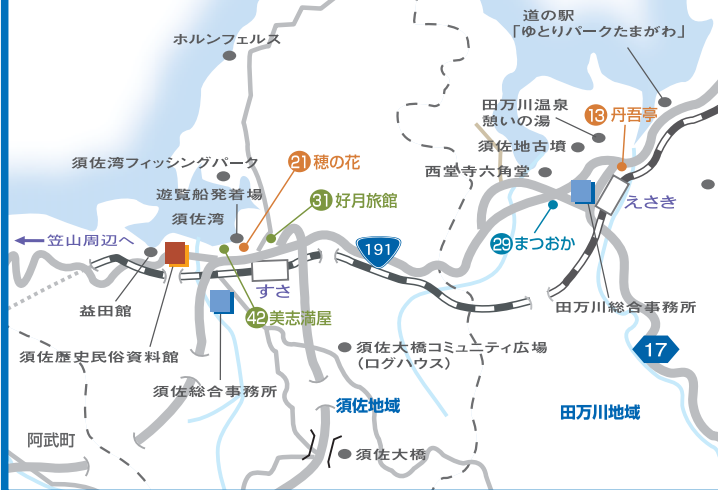 道の駅
「ゆとりパークたまがわ」
ホルンフェルス
田万川温泉
憩いの湯
13 丹吾亭
須佐地古墳
須佐湾フィッシングパーク
21 穂の花
西堂寺六角堂
遊覧船発着場
31 好月旅館
えさき
須佐湾
笠山周辺へ
191
29 まつおか
すさ
益田館
田万川総合事務所
42 美志満屋
須佐歴史民俗資料館
須佐大橋コミュニティ広場
（ログハウス）
17
須佐総合事務所
須佐地域
田万川地域
阿武町
須佐大橋